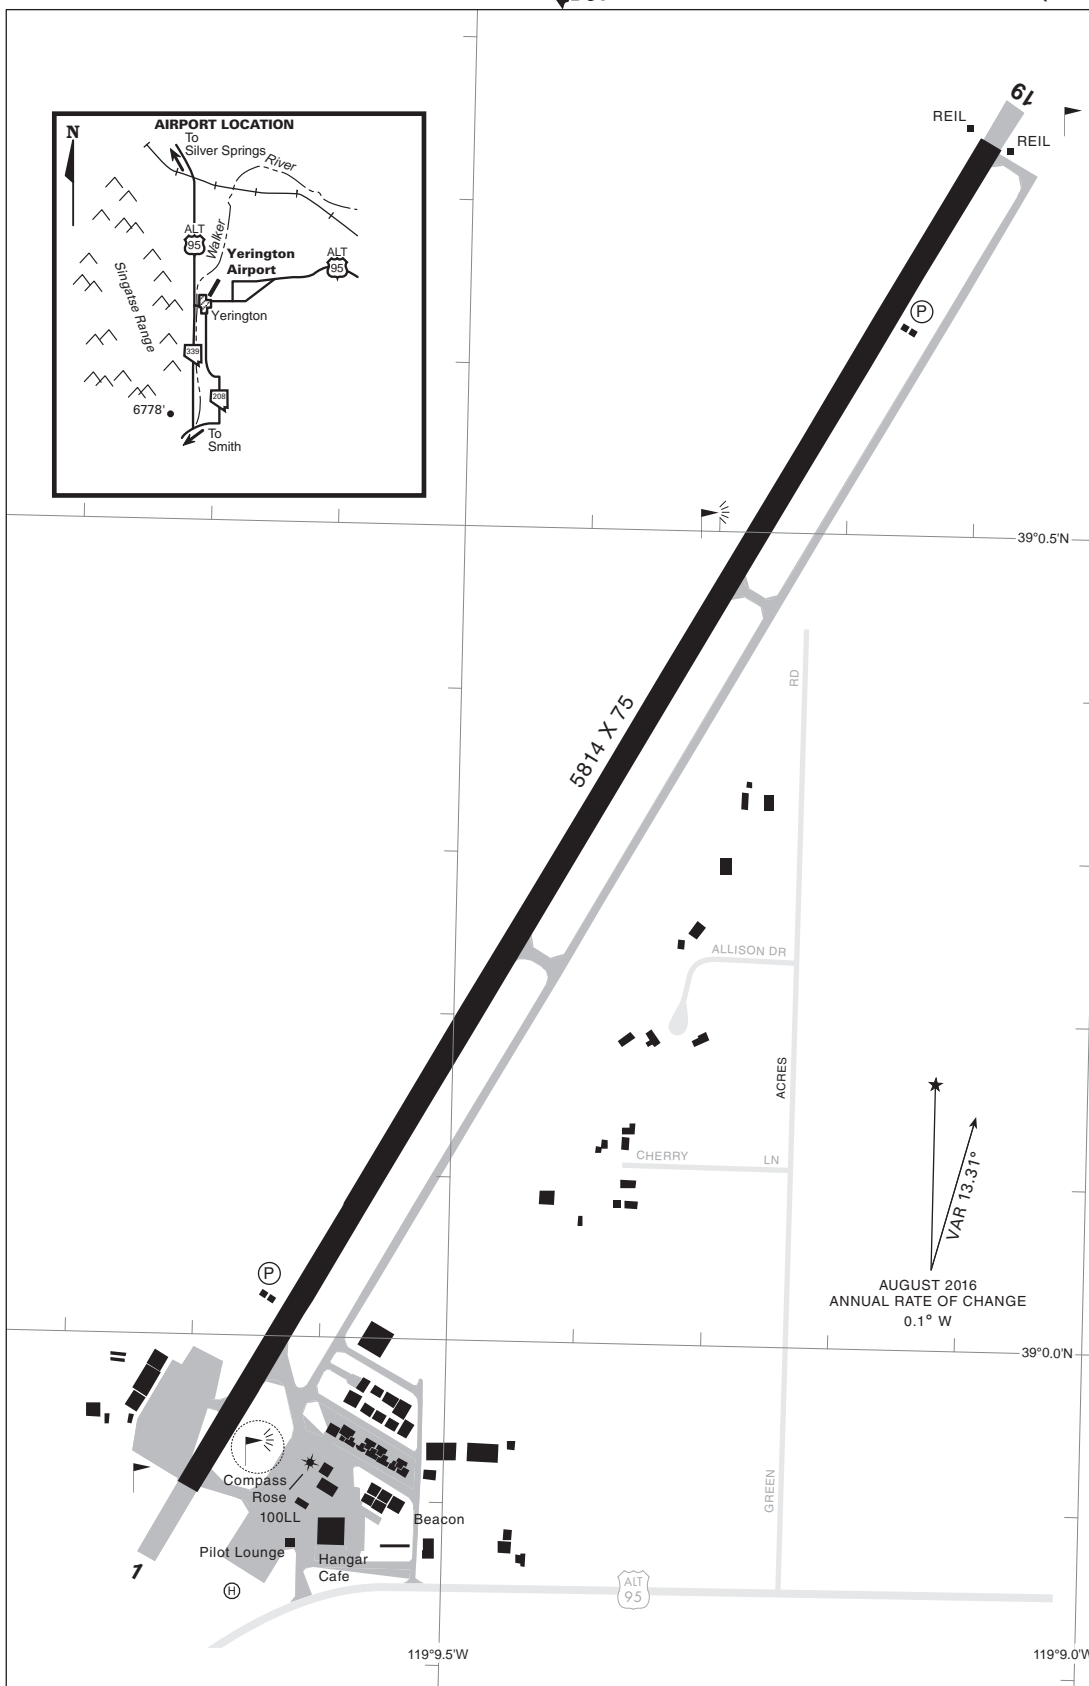 AIRPORT LOCATION
N
To
Silver Springs
River
Walker
ALT
95
Yerington
Airport
ALT
95
Singatse Range
Yerington
339
208
6778'
To
Smith
19
REIL
REIL
P
39°0.5'N
5814 X 75
RD
ALLISON DR
ACRES
CHERRY LN
VAR 13.31°
AUGUST 2016
ANNUAL RATE OF CHANGE
0.1° W
P
39°0.0'N
GREEN
Compass
Rose
100LL
Beacon
Pilot Lounge
Hangar
Cafe
1
H
ALT
95
119°9.5'W
119°9.0'W